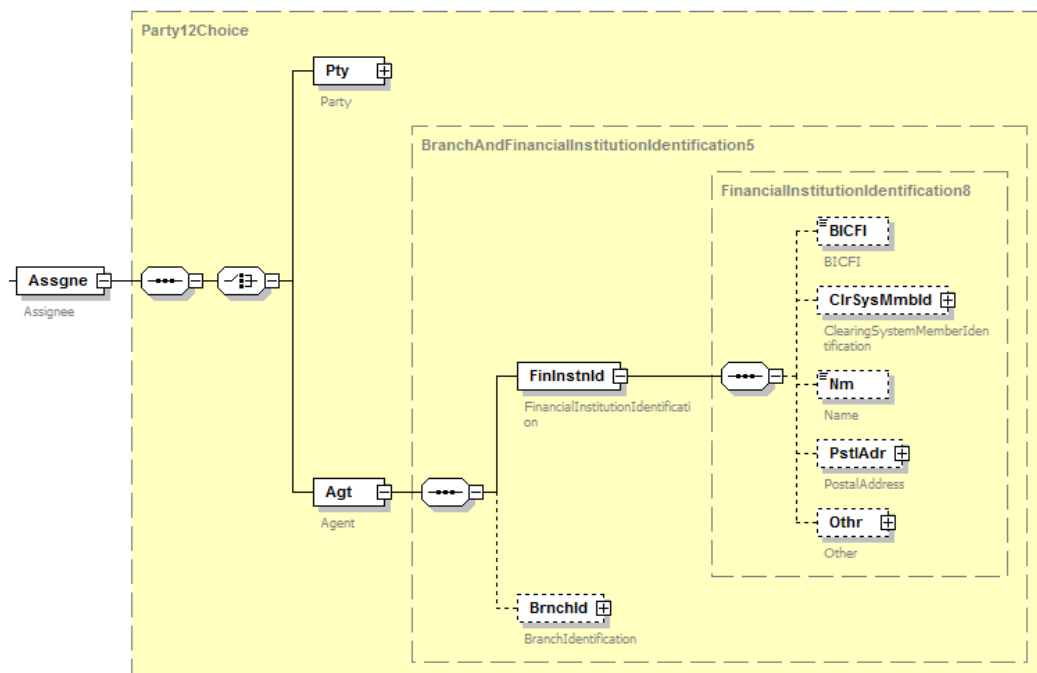 Party12Choice
Pty
Party
BranchAndFinancialInstitutionIdentification5
FinancialInstitutionIdentification8
BICFI
BICFI
Assgne
Assignee
ClrSysMmbId
ClearingSystemMemberIden
tification
FinInstnId
FinancialInstitutionIdentificati
on
Nm
Name
PstlAdr
PostalAddress
Agt
Agent
Othr
Other
BrnchId
BranchIdentification